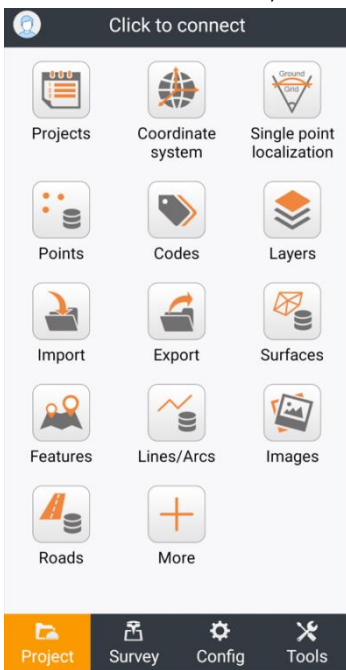 Click to connect
Projects
Coordinate
system
Single point
localization
Ground
Grid
Points
Codes
Layers
Import
Export
Surfaces
Features
Lines/Arcs
Images
Roads
More
Project
Survey
Config
Tools